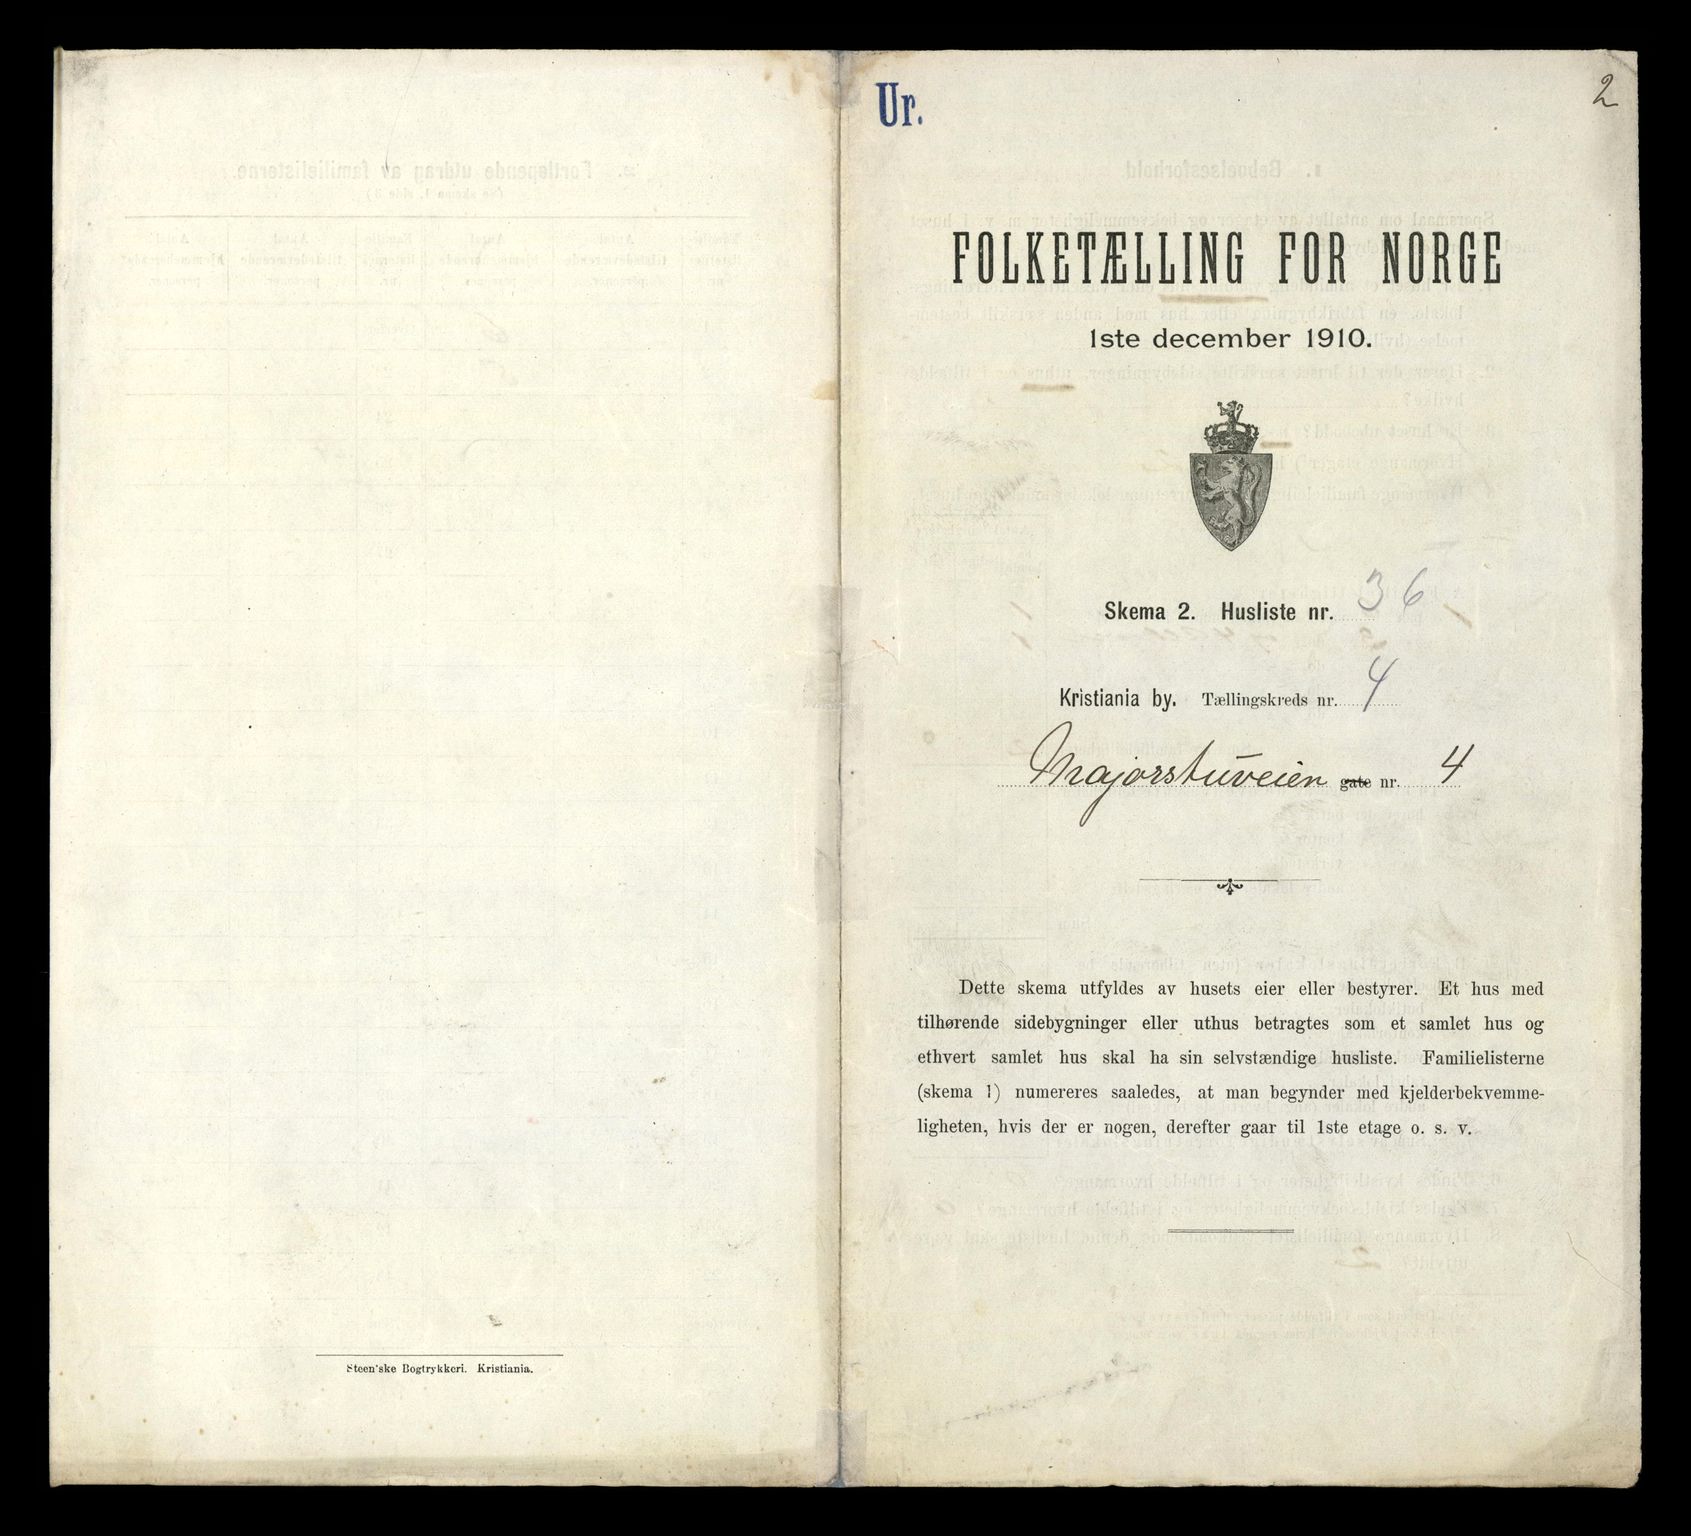 Steen'ske Bogtrykkeri. Kristiania.
Ur.
2
FOLKETÆLLING FOR NORGE
1ste december 1910.
Skema 2. Husliste nr. 36
Kristiania by. Tællingskreds nr. 4
Majorstuveien gate nr. 4
Dette skema utfyldes av husets eier eller bestyrer. Et hus med
tilhørende sidebygninger eller uthus betragtes som et samlet hus og
ethvert samlet hus skal ha sin selvstændige husliste. Familielisterne
(skema 1) numereres saaledes, at man begynder med kjelderbekvemme-
ligheten, hvis der er nogen, derefter gaar til 1ste etage o. s. v.